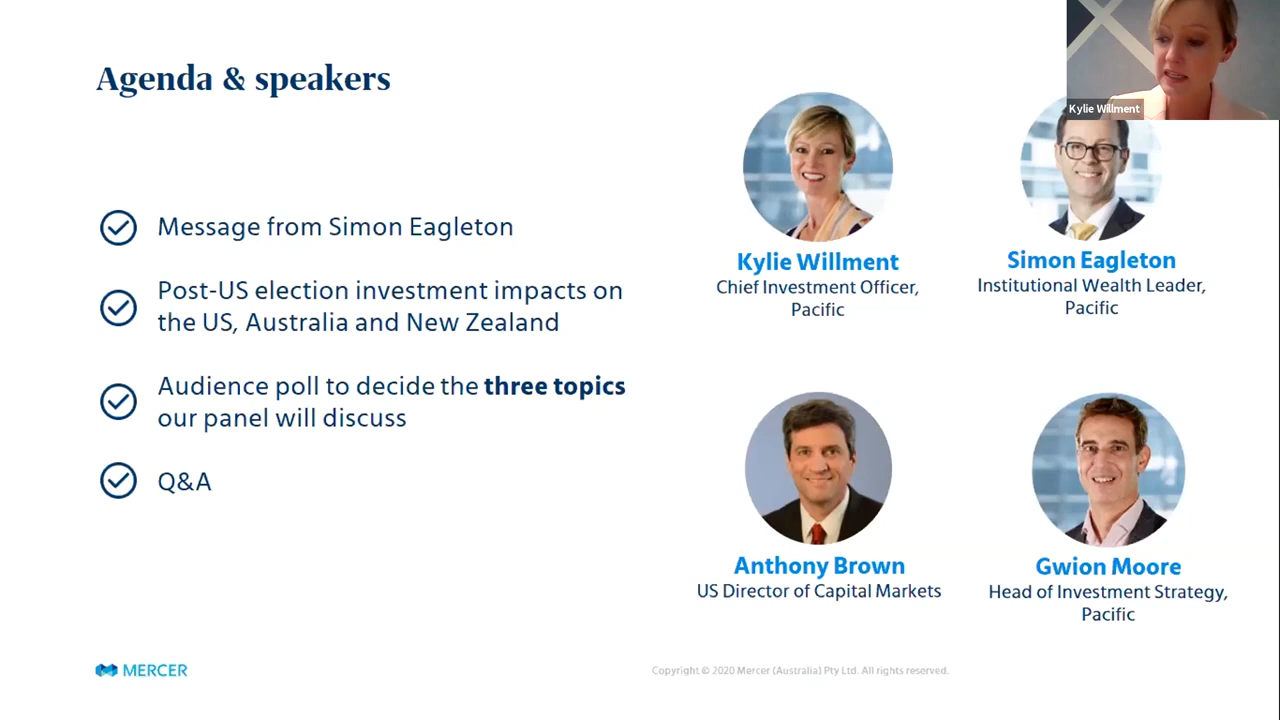 Agenda & speakers
Message from Simon Eagleton
Post-US election investment impacts on
the US, Australia and New Zealand
Audience poll to decide the three topics
our panel will discuss
Q&A
Kylie Willment
Kylie Willment
Chief Investment Officer,
Pacific
Simon Eagleton
Institutional Wealth Leader,
Pacific
Anthony Brown
US Director of Capital Markets
Gwion Moore
Head of Investment Strategy,
Pacific
MERCER
Copyright © 2020 Mercer (Australia) Pty Ltd. All rights reserved.